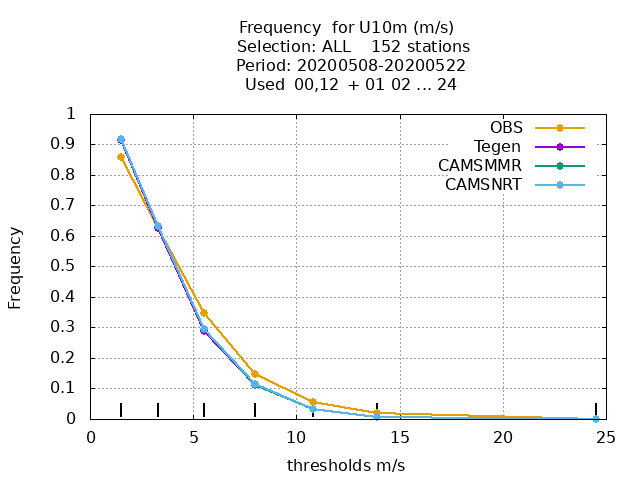 Frequency  for U10m (m/s)
Selection: ALL    152 stations
Period: 20200508-20200522
Used  00,12  + 01 02 ... 24
OBS
Tegen
CAMSMMR
CAMSNRT
Frequency
1
0.9
0.8
0.7
0.6
0.5
0.4
0.3
0.2
0.1
0
0 5 10 15 20 25
thresholds m/s